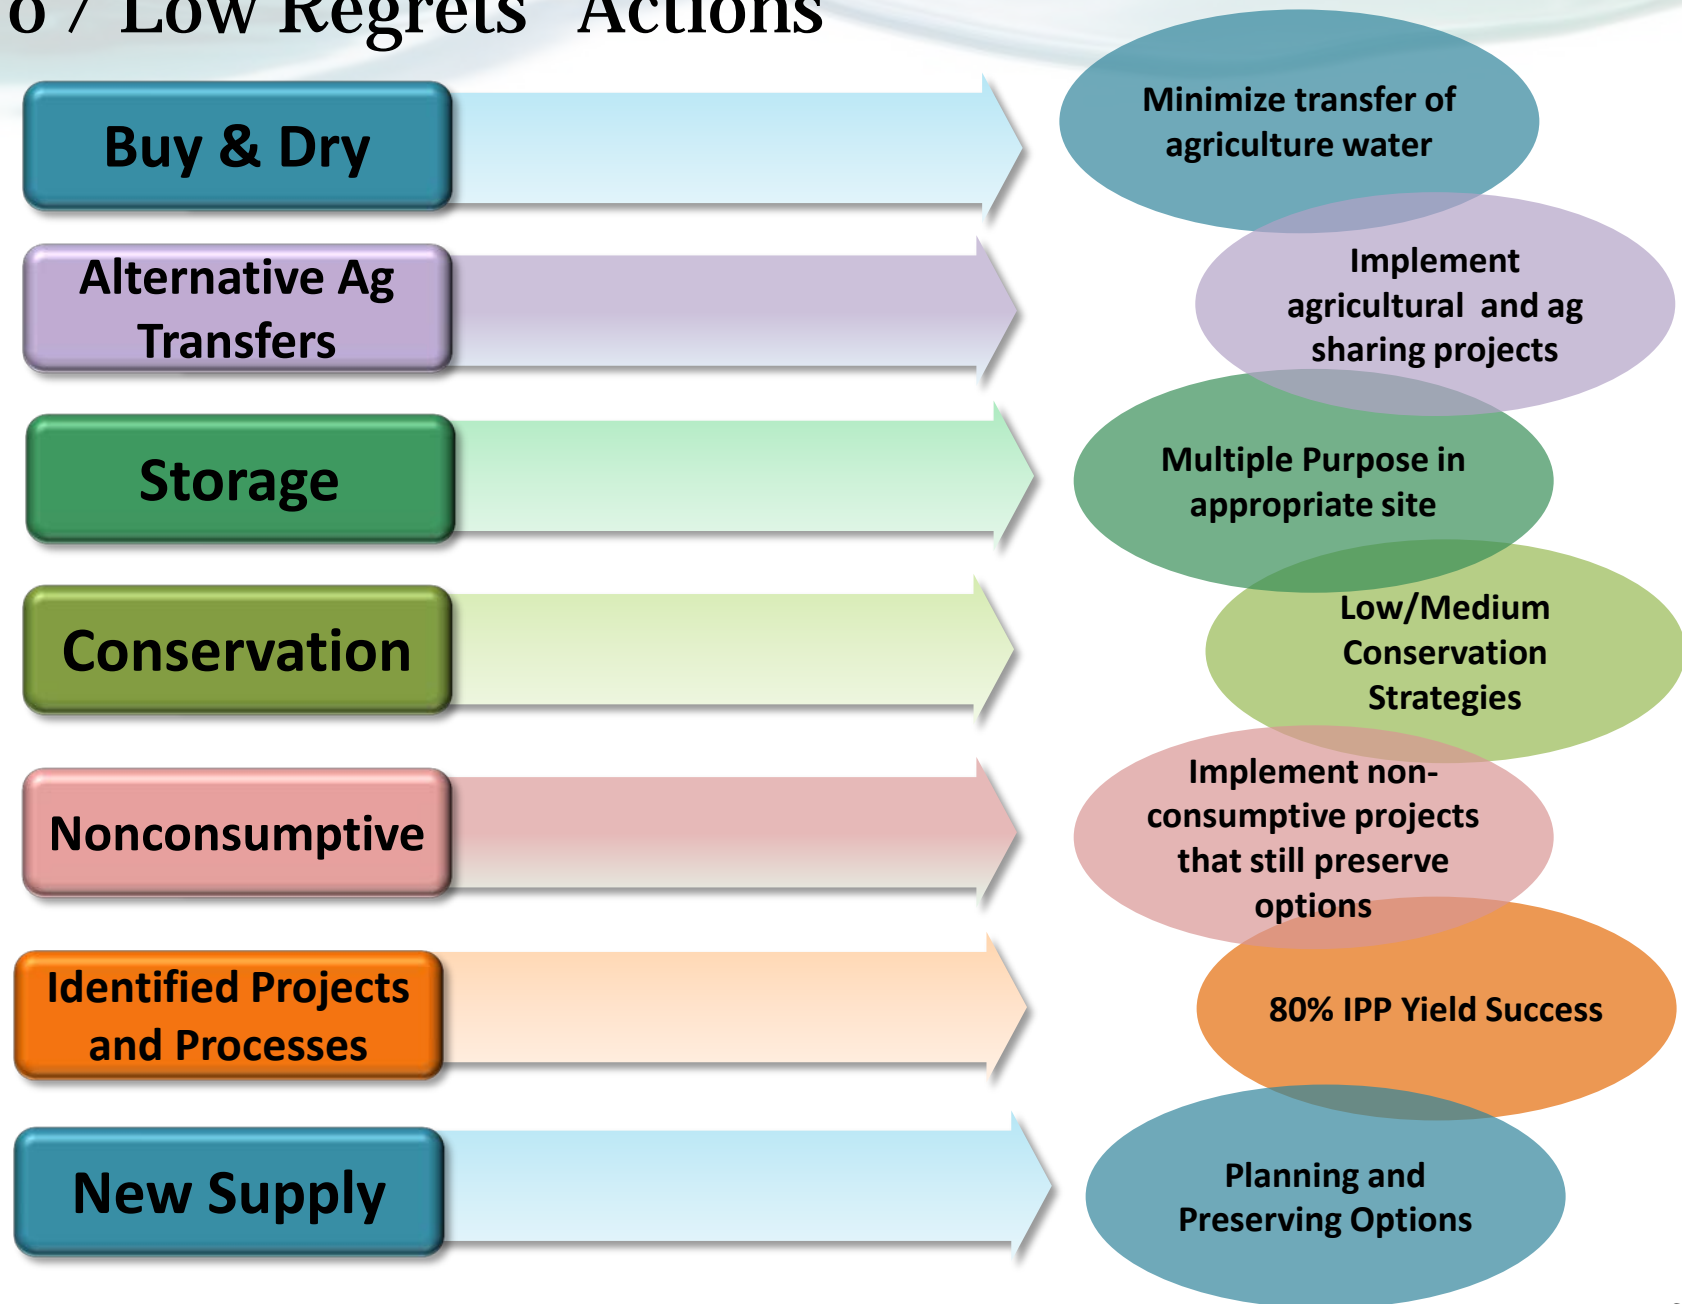 o / Low Regrets" Actions
Buy & Dry
Minimize transfer of
agriculture water
Alternative Ag
Transfers
Implement
agricultural and ag
sharing projects
Storage
Multiple Purpose in
appropriate site
Conservation
Low/Medium
Conservation
Strategies
Nonconsumptive
Implement non-
consumptive projects
that still preserve
options
Identified Projects
and Processes
80% IPP Yield Success
New Supply
Planning and
Preserving Options